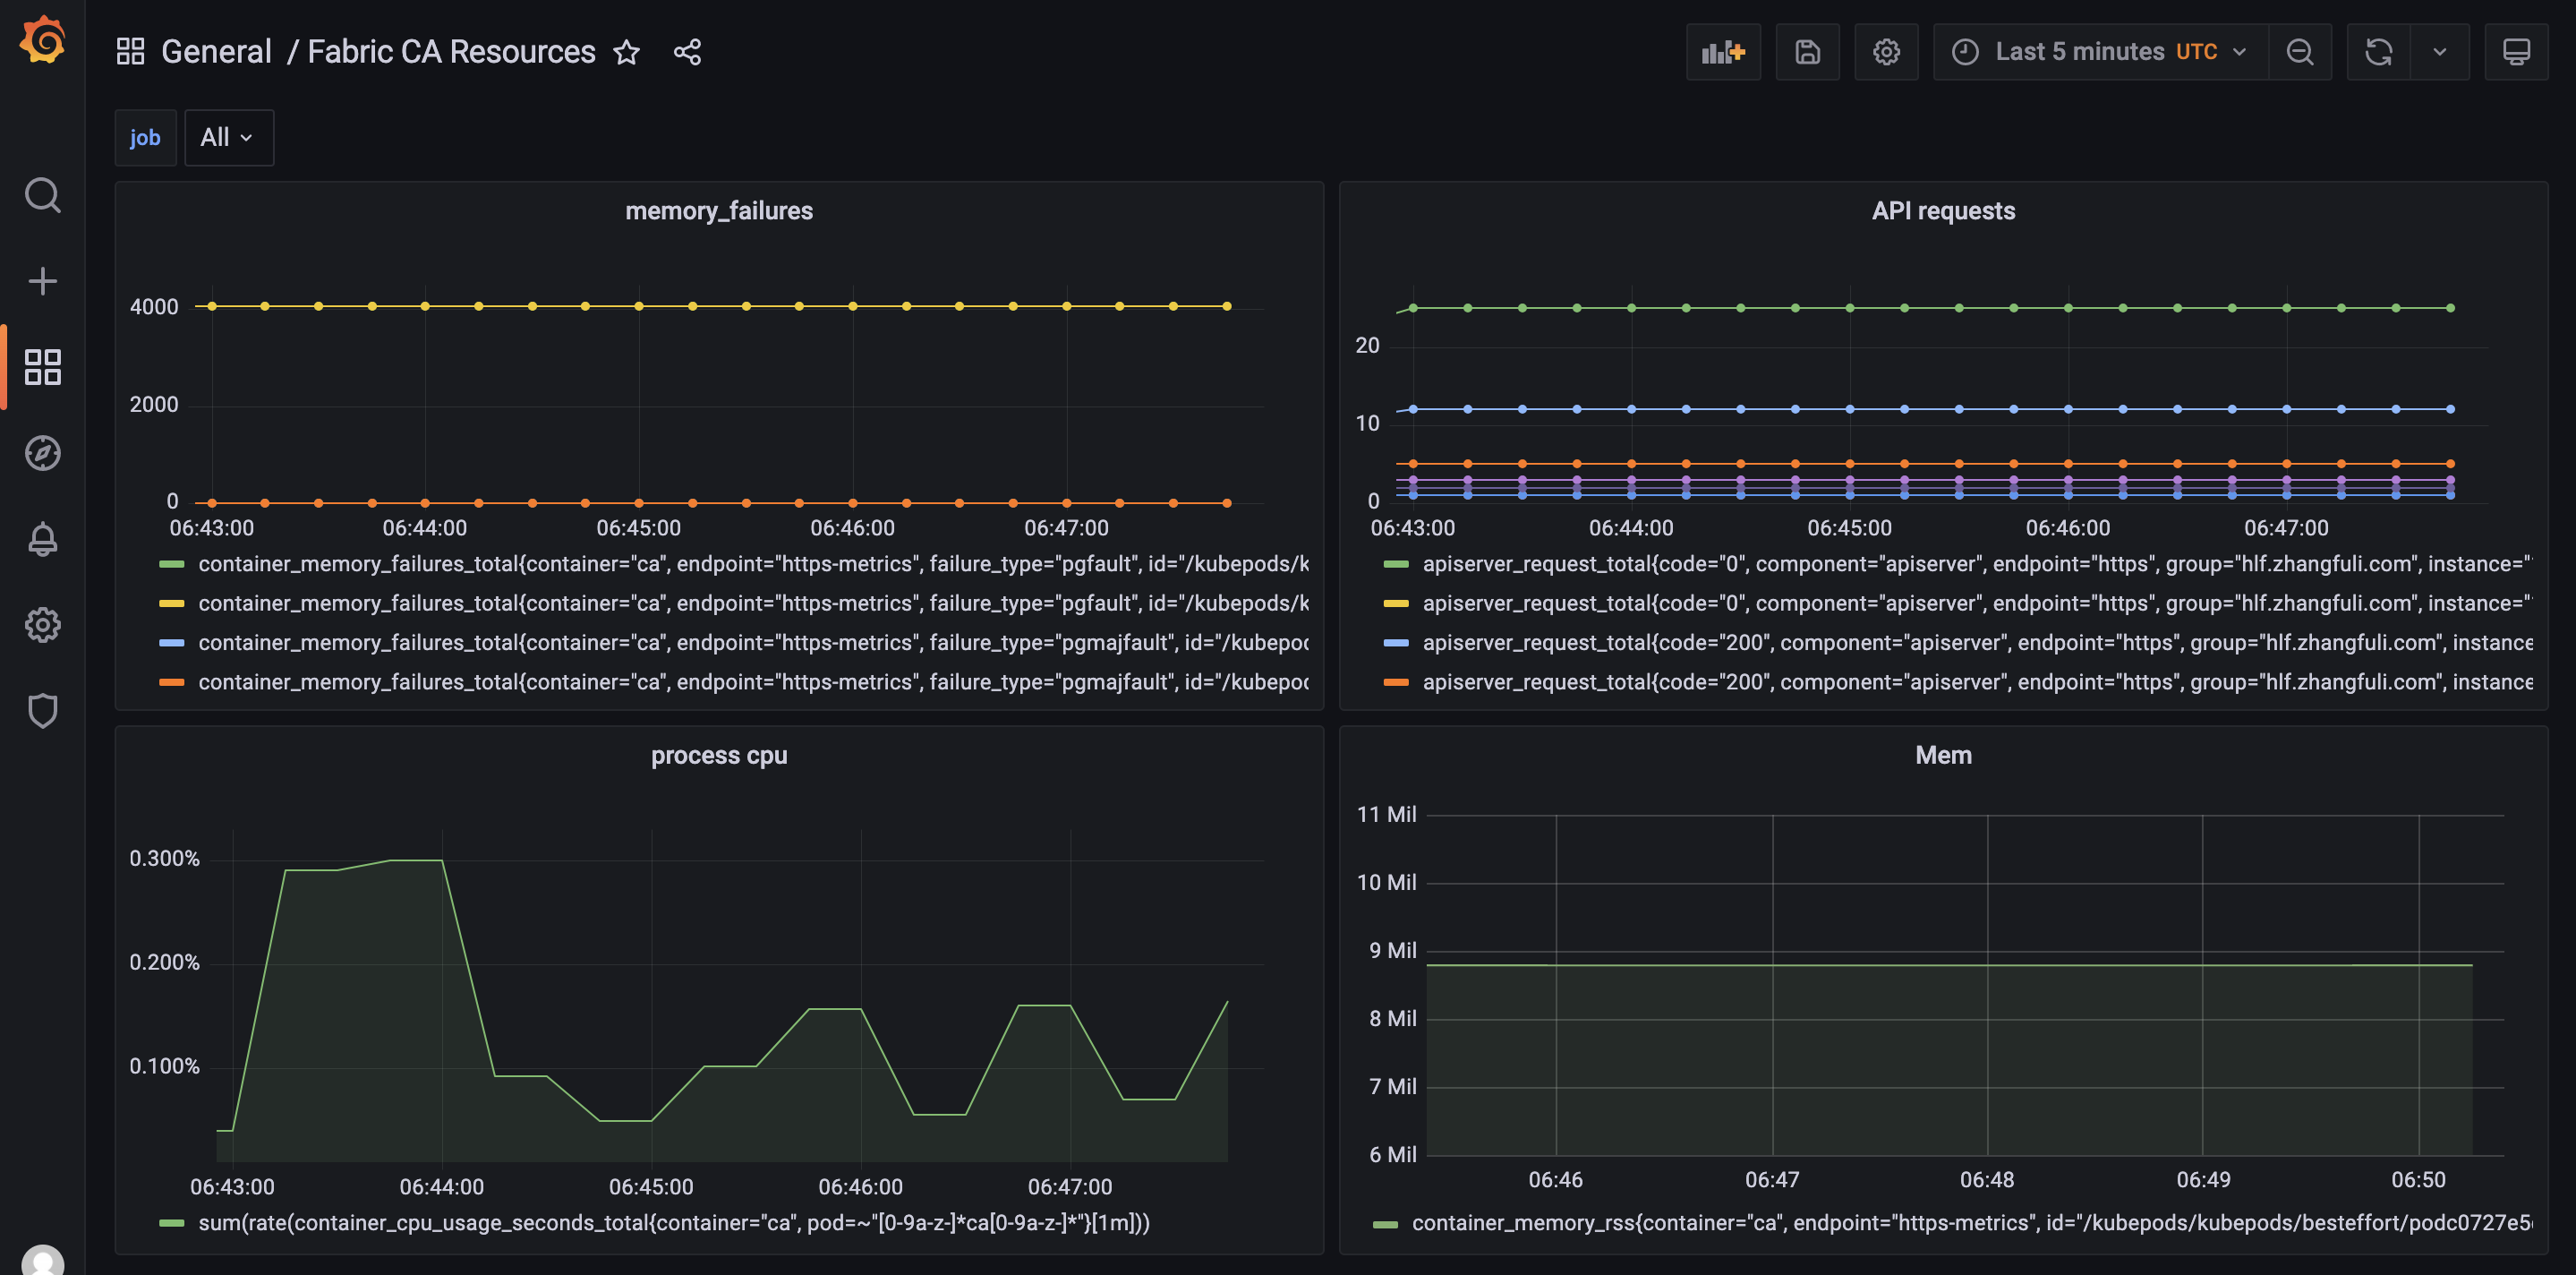 General / Fabric CA Resources
Last 5 minutes UTC
job All
memory_failures
4000
2000
0
06:43:00 06:44:00 06:45:00 06:46:00 06:47:00
container_memory_failures_total{container="ca", endpoint="https-metrics", failure_type="pgfault", id="/kubepods/k
container_memory_failures_total{container="ca", endpoint="https-metrics", failure_type="pgfault", id="/kubepods/k
container_memory_failures_total{container="ca", endpoint="https-metrics", failure_type="pgmajfault", id="/kubepod
container_memory_failures_total{container="ca", endpoint="https-metrics", failure_type="pgmajfault", id="/kubepod
API requests
20
10
0
06:43:00 06:44:00 06:45:00 06:46:00 06:47:00
apiserver_request_total{code="0", component="apiserver", endpoint="https", group="hlf.zhangfuli.com", instance="
apiserver_request_total{code="0", component="apiserver", endpoint="https", group="hlf.zhangfuli.com", instance="
apiserver_request_total{code="200", component="apiserver", endpoint="https", group="hlf.zhangfuli.com", instance
apiserver_request_total{code="200", component="apiserver", endpoint="https", group="hlf.zhangfuli.com", instance
process cpu
0.300%
0.200%
0.100%
06:43:00 06:44:00 06:45:00 06:46:00 06:47:00
sum(rate(container_cpu_usage_seconds_total{container="ca", pod=~"[0-9a-z-]*ca[0-9a-z-]*"}[1m]))
Mem
11 Mil
10 Mil
9 Mil
8 Mil
7 Mil
6 Mil
06:46 06:47 06:48 06:49 06:50
container_memory_rss{container="ca", endpoint="https-metrics", id="/kubepods/kubepods/besteffort/podc0727e5